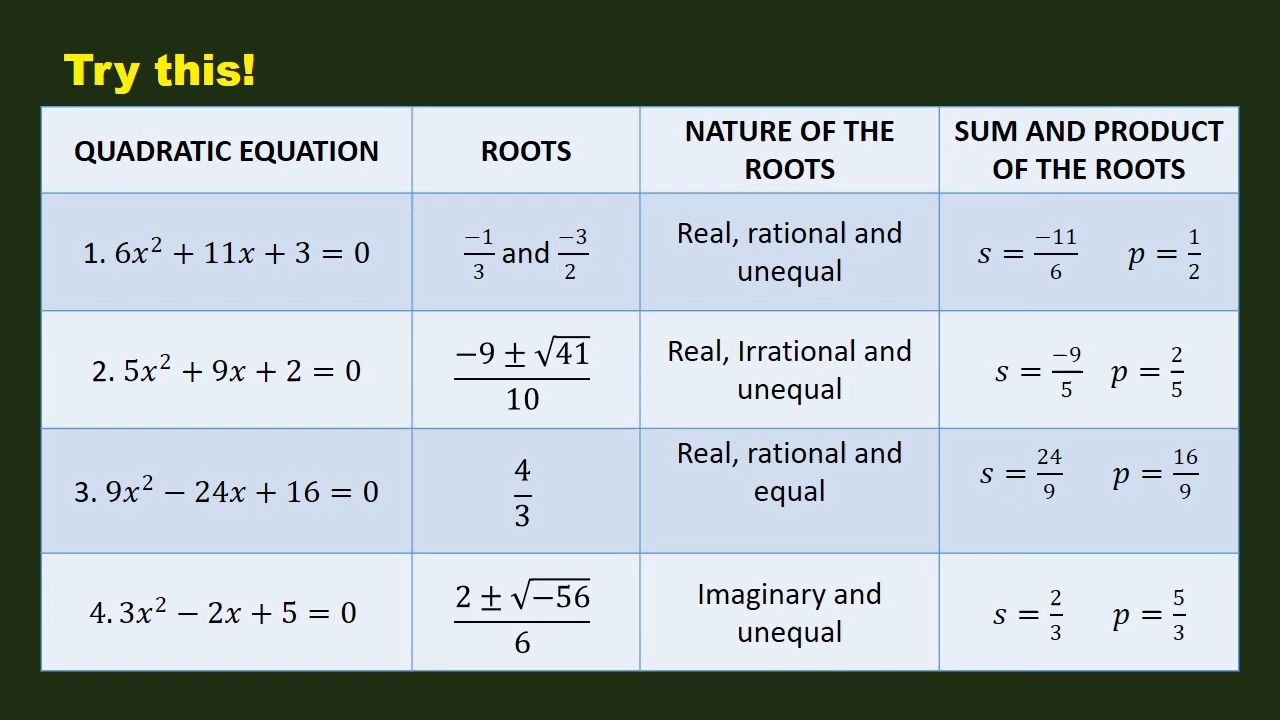 Try this!
QUADRATIC EQUATION
ROOTS
NATURE OF THE
ROOTS
SUM AND PRODUCT
OF THE ROOTS
1. 6x² + 11x + 3 = 0
-1/3 and -3/2
Real, rational and
unequal
s = -11/6 p = 1/2
2. 5x² + 9x + 2 = 0
(−9 ± √41)/10
Real, Irrational and
unequal
s = -9/5 p = 2/5
3. 9x² − 24x + 16 = 0
4/3
Real, rational and
equal
s = 24/9 p = 16/9
4. 3x² − 2x + 5 = 0
(2 ± √−56)/6
Imaginary and
unequal
s = 2/3 p = 5/3